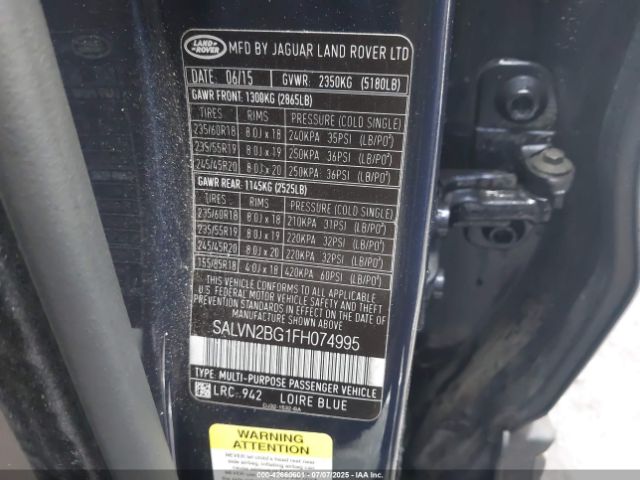 LAND ROVER
MFD BY JAGUAR LAND ROVER LTD
DATE 06/15 GVWR: 2350KG (5180LB)
GAWR FRONT: 1300KG (2865LB)
TIRES RIMS PRESSURE (COLD SINGLE)
235/60R18 8.0J x 18 240KPA 35PSI (LB/PO²)
235/55R19 8.0J x 19 250KPA 36PSI (LB/PO²)
245/45R20 8.0J x 20 250KPA 36PSI (LB/PO²)
GAWR REAR: 1145KG (2525LB)
TIRES RIMS PRESSURE (COLD SINGLE)
235/60R18 8.0J x 18 210KPA 31PSI (LB/PO²)
235/55R19 8.0J x 19 220KPA 32PSI (LB/PO²)
245/45R20 8.0J x 20 220KPA 32PSI (LB/PO²)
155/85R18 4.0J x 18 420KPA 60PSI (LB/PO²)
THIS VEHICLE CONFORMS TO ALL APPLICABLE
U.S. FEDERAL MOTOR VEHICLE SAFETY AND THEFT
PREVENTION STANDARDS IN EFFECT ON THE DATE OF
MANUFACTURE SHOWN ABOVE
SALVN2BG1FH074995
TYPE: MULTI-PURPOSE PASSENGER VEHICLE
LRC: 942 LOIRE BLUE
WARNING
ATTENTION
NEVER
© 42660601 - 07/07/2025 IAAI.COM